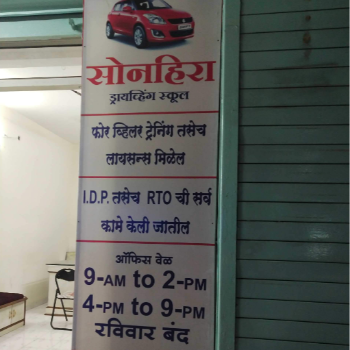 सोनहिरा
ड्रायव्हिंग स्कूल
फोर व्हिलर ट्रेनिंग तसेच
लायसन्स मिळेल
I.D.P. तसेच RTO ची सर्व
कामे केली जातील
ऑफिस वेळ
9-AM to 2-PM
4-PM to 9-PM
रविवार बंद